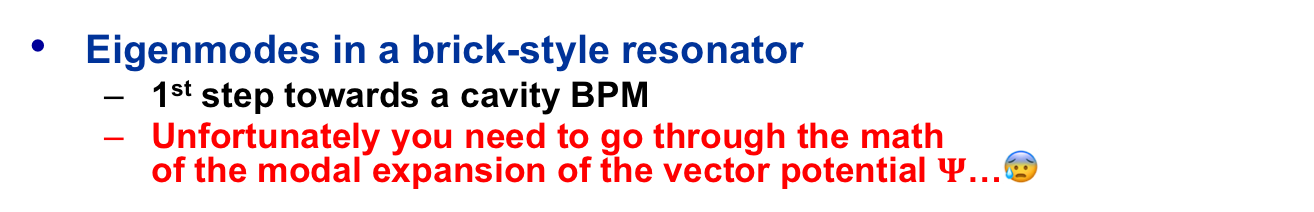 • Eigenmodes in a brick-style resonator
– 1st step towards a cavity BPM
– Unfortunately you need to go through the math
of the modal expansion of the vector potential Ψ…😰